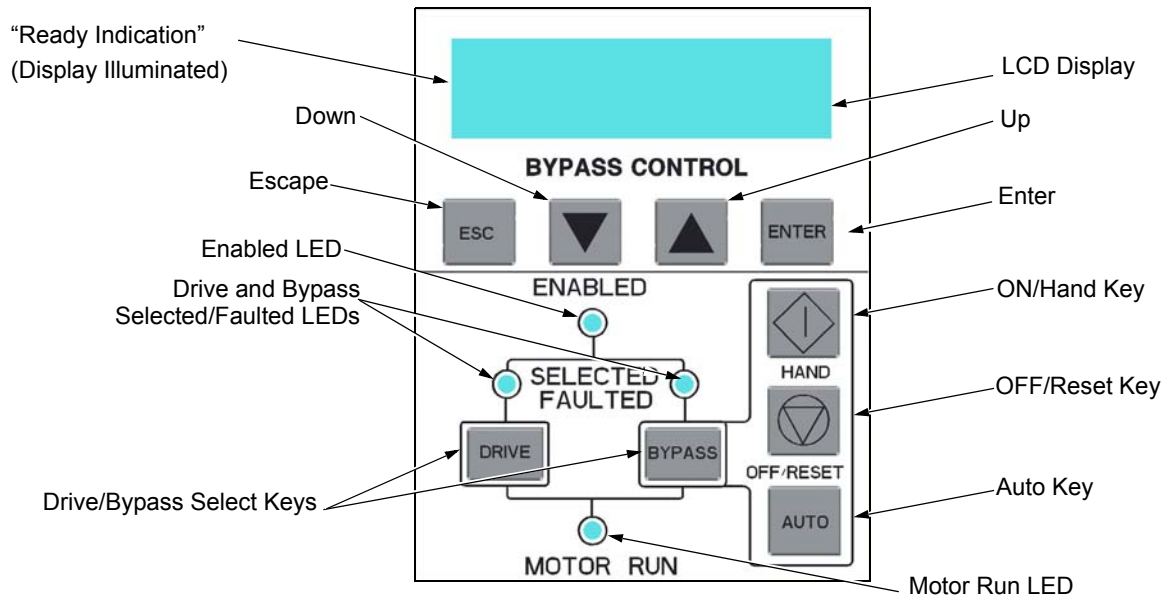 “Ready Indication”
(Display Illuminated)
LCD Display
Down
Up
BYPASS CONTROL
Escape
Enter
ESC
ENTER
Enabled LED
ENABLED
Drive and Bypass
Selected/Faulted LEDs
ON/Hand Key
SELECTED
FAULTED
HAND
OFF/Reset Key
DRIVE
BYPASS
OFF/RESET
Drive/Bypass Select Keys
Auto Key
AUTO
MOTOR RUN
Motor Run LED